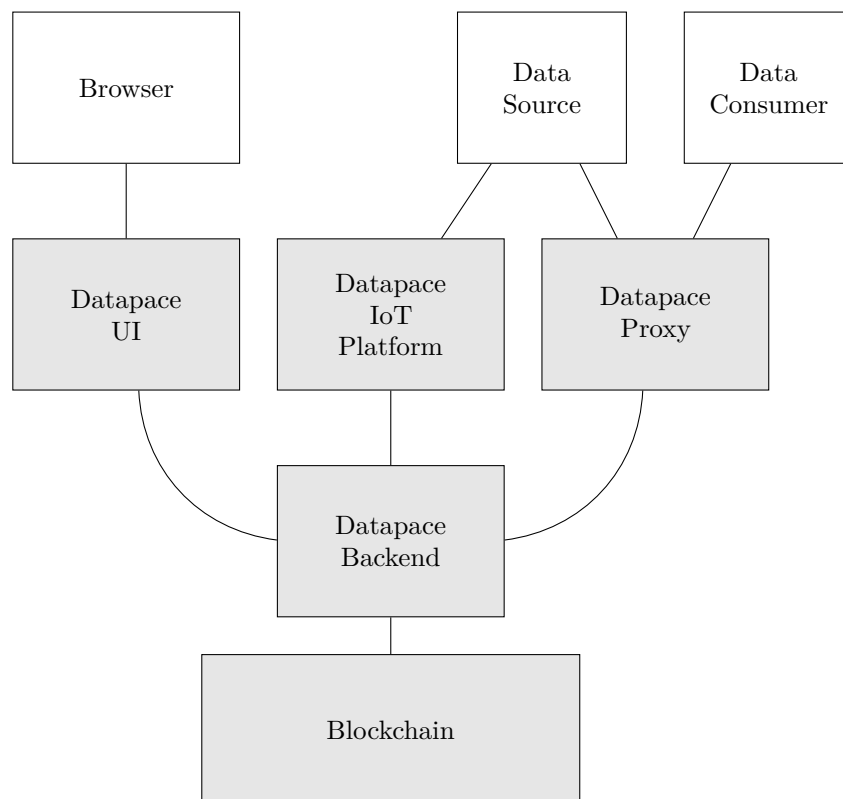 Browser
Data
Source
Data
Consumer
Datapace
UI
Datapace
IoT
Platform
Datapace
Proxy
Datapace
Backend
Blockchain